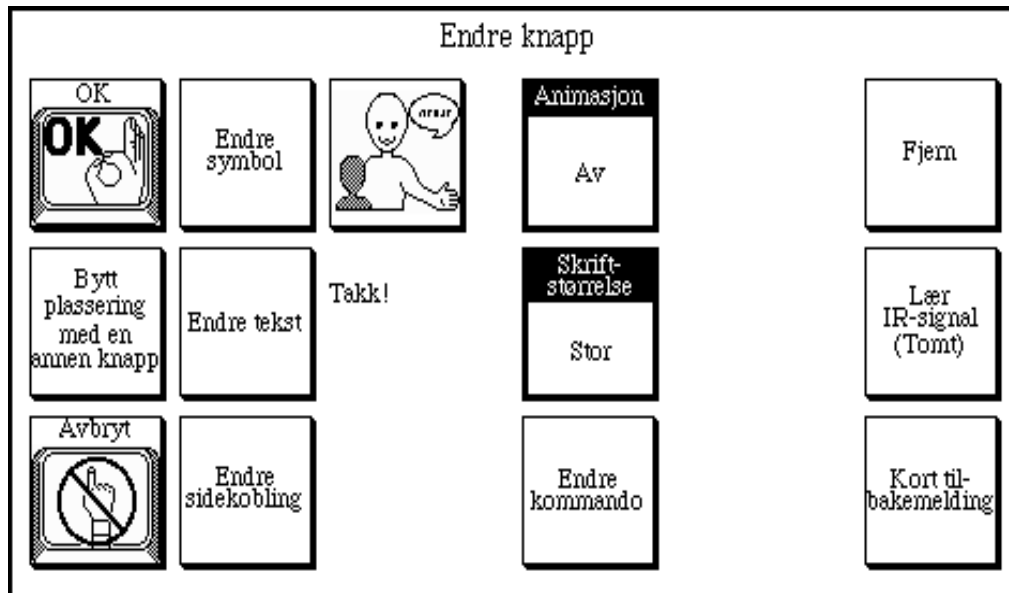 Endre knapp
OK
OK
Endre
symbol
Animasjon
Av
Fjern
Bytt
plassering
med en
annen knapp
Endre tekst
Takk!
Skrift-
størrelse
Stor
Lær
IR-signal
(Tomt)
Avbryt
Endre
sidekobling
Endre
kommando
Kort til-
bakemelding